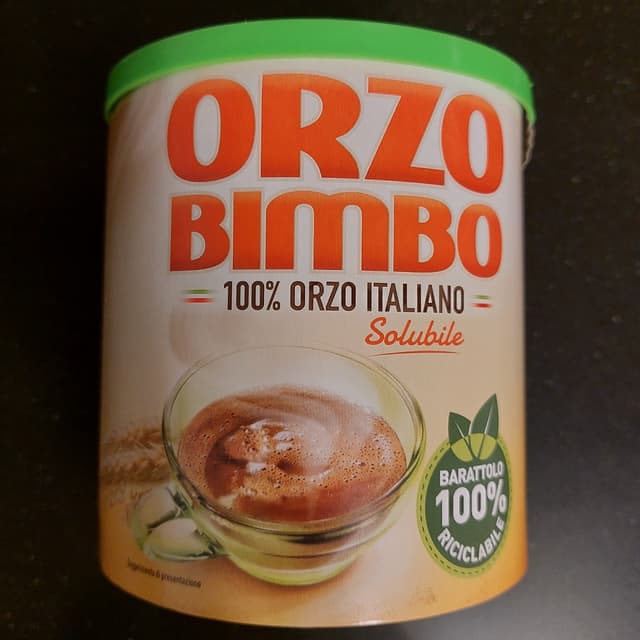 ORZO
BIMBO
100% ORZO ITALIANO
Solubile
BARATTOLO
100%
RICICLABILE
Suggerimento di presentazione